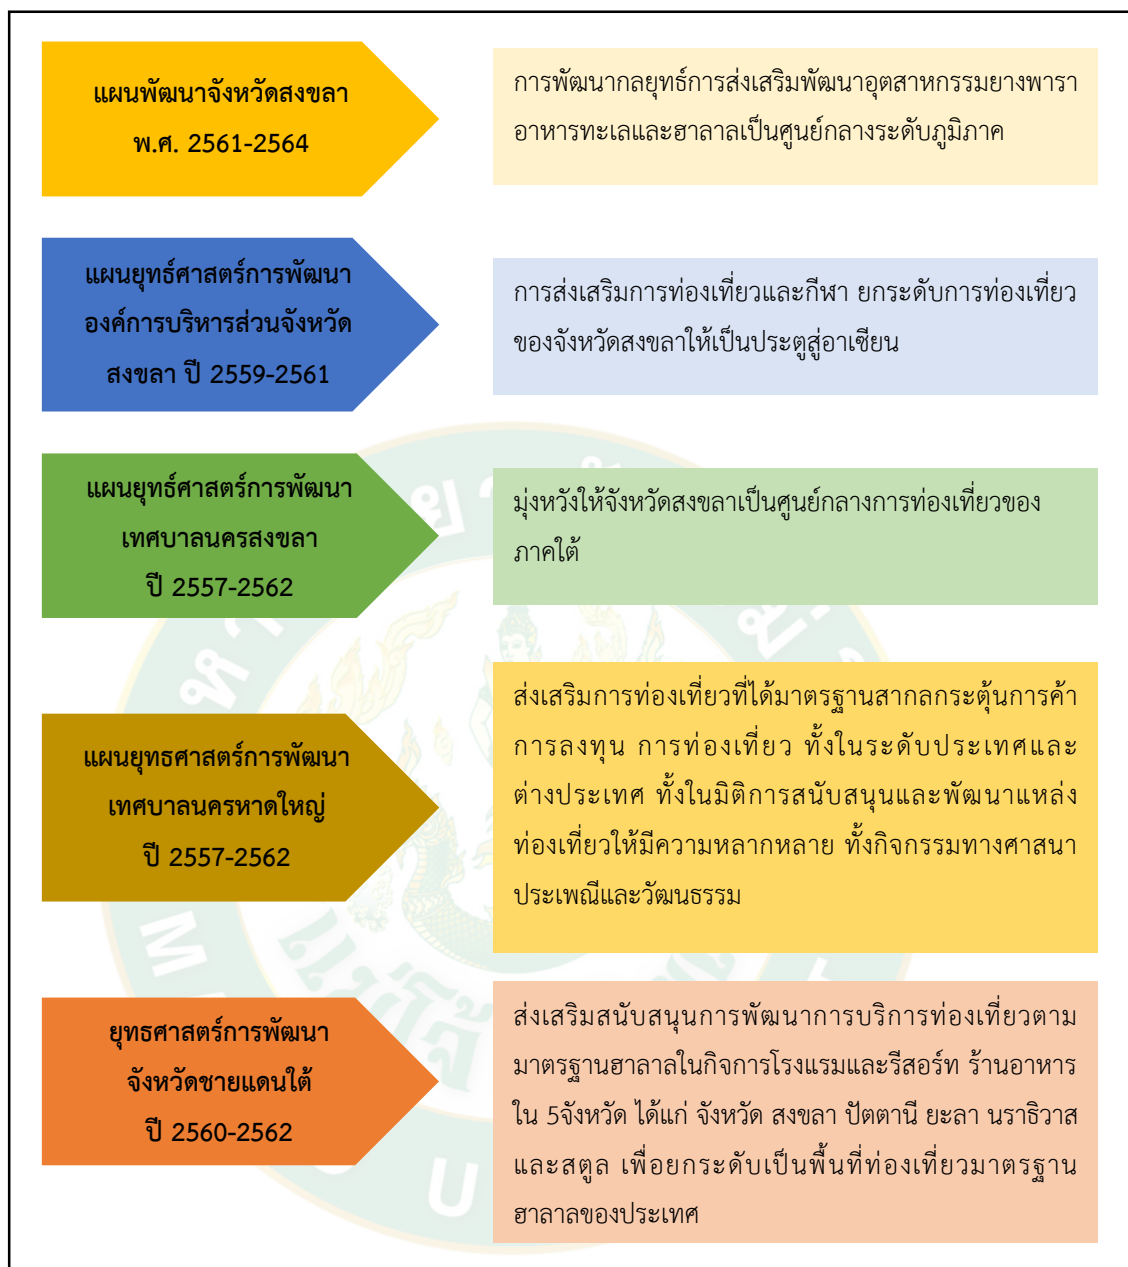 แผนพัฒนาจังหวัดสงขลา
พ.ศ. 2561-2564
การพัฒนากลยุทธ์การส่งเสริมพัฒนาอุตสาหกรรมยางพารา
อาหารทะเลและฮาลาลเป็นศูนย์กลางระดับภูมิภาค
แผนยุทธ์ศาสตร์การพัฒนา
องค์การบริหารส่วนจังหวัด
สงขลา ปี 2559-2561
การส่งเสริมการท่องเที่ยวและกีฬา ยกระดับการท่องเที่ยว
ของจังหวัดสงขลาให้เป็นประตูสู่อาเซียน
แผนยุทธ์ศาสตร์การพัฒนา
เทศบาลนครสงขลา
ปี 2557-2562
มุ่งหวังให้จังหวัดสงขลาเป็นศูนย์กลางการท่องเที่ยวของ
ภาคใต้
แผนยุทธศาสตร์การพัฒนา
เทศบาลนครหาดใหญ่
ปี 2557-2562
ส่งเสริมการท่องเที่ยวที่ได้มาตรฐานสากลกระตุ้นการค้า
การลงทุน การท่องเที่ยว ทั้งในระดับประเทศและ
ต่างประเทศ ทั้งในมิติการสนับสนุนและพัฒนาแหล่ง
ท่องเที่ยวให้มีความหลากหลาย ทั้งกิจกรรมทางศาสนา
ประเพณีและวัฒนธรรม
ยุทธศาสตร์การพัฒนา
จังหวัดชายแดนใต้
ปี 2560-2562
ส่งเสริมสนับสนุนการพัฒนาการบริการท่องเที่ยวตาม
มาตรฐานฮาลาลในกิจการโรงแรมและรีสอร์ท ร้านอาหาร
ใน 5จังหวัด ได้แก่ จังหวัด สงขลา ปัตตานี ยะลา นราธิวาส
และสตูล เพื่อยกระดับเป็นพื้นที่ท่องเที่ยวมาตรฐาน
ฮาลาลของประเทศ